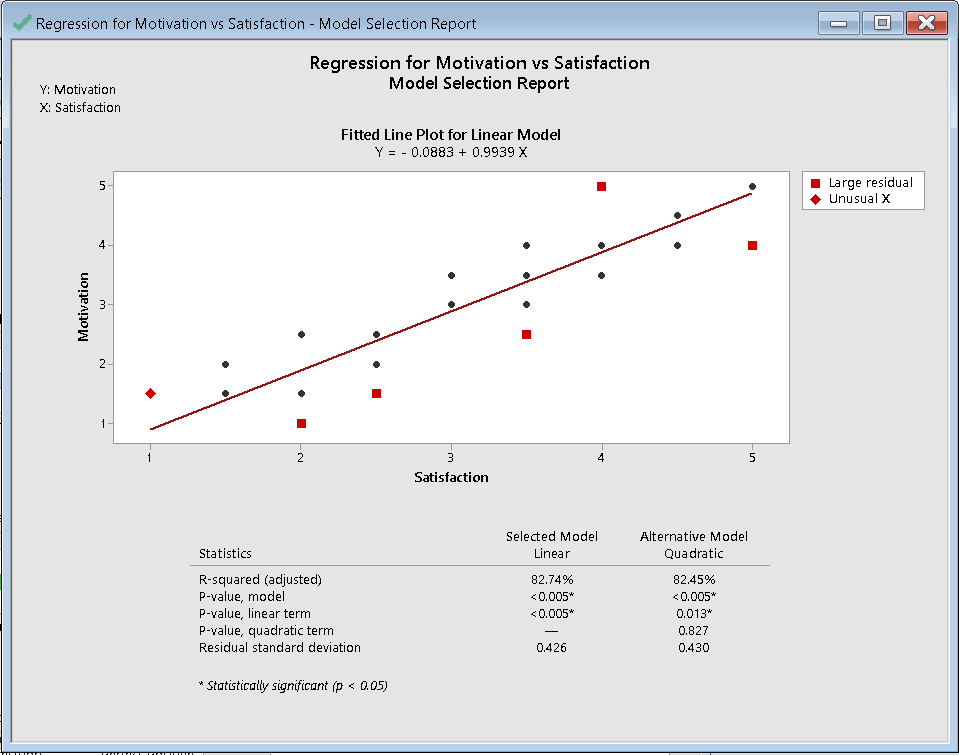 Regression for Motivation vs Satisfaction - Model Selection Report
Regression for Motivation vs Satisfaction
Model Selection Report
Y: Motivation
X: Satisfaction
Fitted Line Plot for Linear Model
Y = - 0.0883 + 0.9939 X
Large residual
Unusual X
5
4
3
2
1
Motivation
1 2 3 4 5
Satisfaction
Selected Model Alternative Model
Statistics Linear Quadratic
R-squared (adjusted) 82.74% 82.45%
P-value, model <0.005* <0.005*
P-value, linear term <0.005* 0.013*
P-value, quadratic term — 0.827
Residual standard deviation 0.426 0.430
* Statistically significant (p < 0.05)